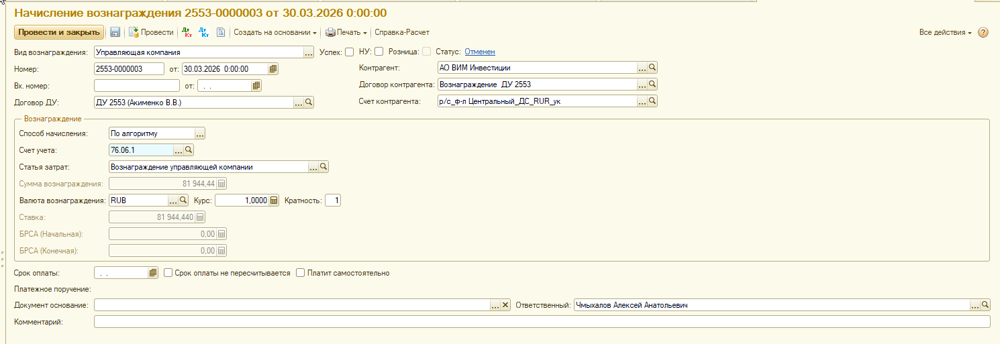 Начисление вознаграждения 2553-0000003 от 30.03.2026 0:00:00
Провести и закрыть Провести Дт Кт Дт Кт Создать на основании Печать Справка-Расчет Все действия ?
Вид вознаграждения: Управляющая компания ... Успех: НУ: Розница: Статус: Отменен
Номер: 2553-0000003 от: 30.03.2026 0:00:00 Контрагент: АО ВИМ Инвестиции ...
Вх. номер: от: . . Договор контрагента: Вознаграждение ДУ 2553 ...
Договор ДУ: ДУ 2553 (Акименко В.В.) ... Счет контрагента: р/с_ф-л Центральный_ДС_RUR_ук ...
Вознаграждение
Способ начисления: По алгоритму ...
Счет учета: 76.06.1 ...
Статья затрат: Вознаграждение управляющей компании ...
Сумма вознаграждения: 81 944,44
Валюта вознаграждения: RUB ... Курс: 1,0000 Кратность: 1
Ставка: 81 944,440
БРСА (Начальная): 0,00
БРСА (Конечная): 0,00
Срок оплаты: . . Срок оплаты не пересчитывается Платит самостоятельно
Платежное поручение:
Документ основание: ... Ответственный: Чмыхалов Алексей Анатольевич ...
Комментарий: